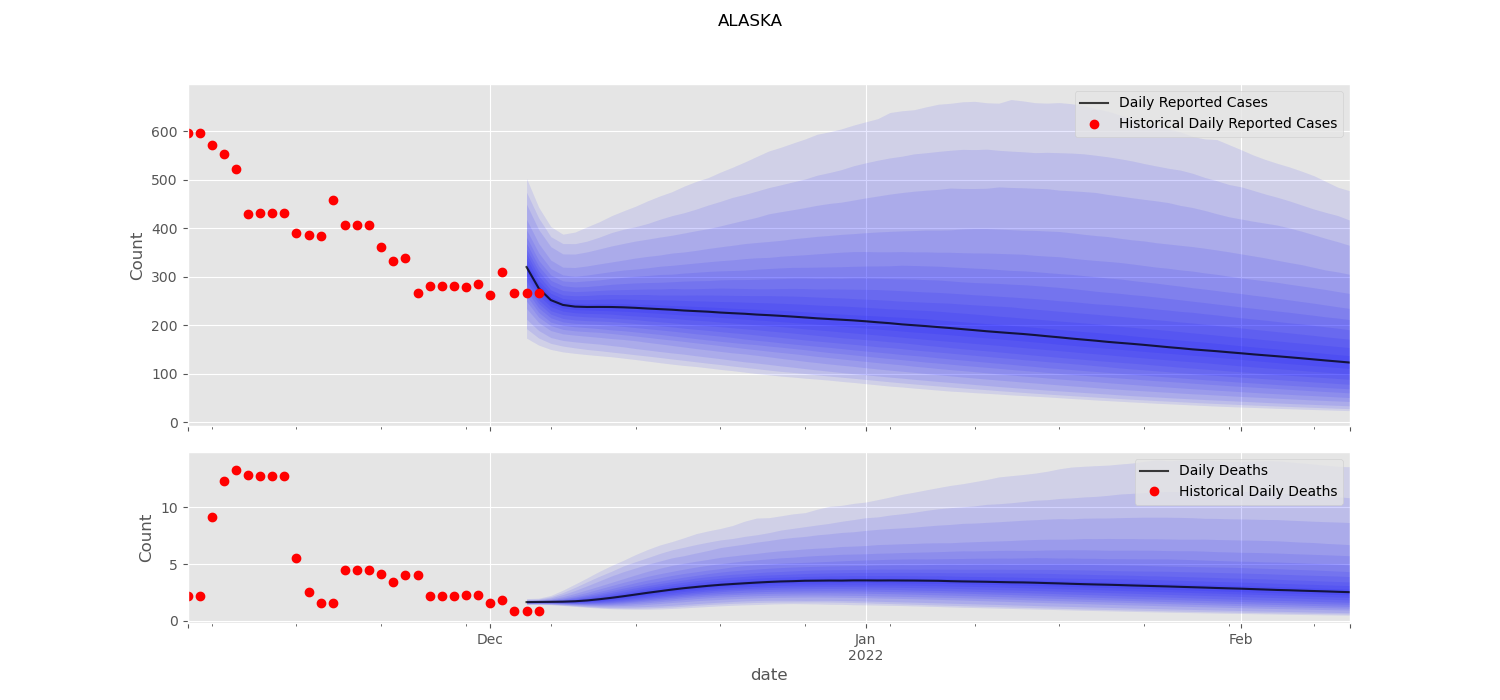 ALASKA
Count
600
500
400
300
200
100
0
Daily Reported Cases
Historical Daily Reported Cases
Count
10
5
0
Daily Deaths
Historical Daily Deaths
Dec
Jan
2022
Feb
date